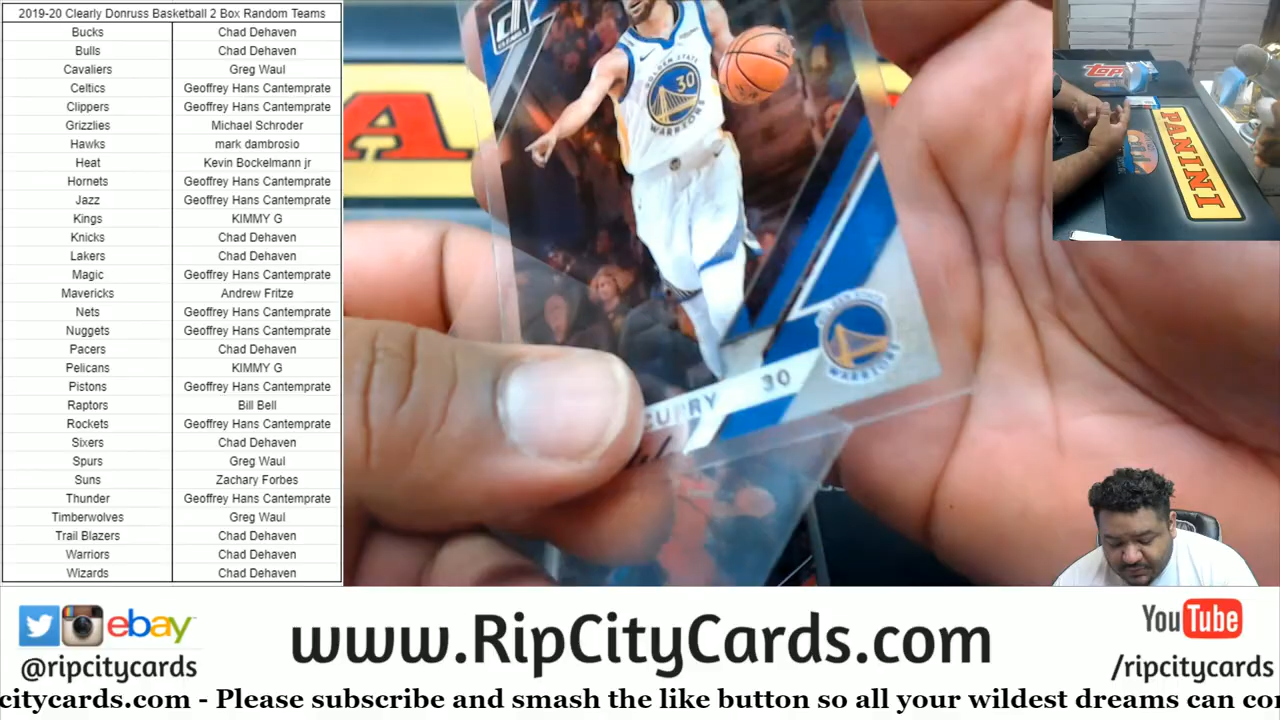 2019-20 Clearly Donruss Basketball 2 Box Random Teams
Bucks Chad Dehaven
Bulls Chad Dehaven
Cavaliers Greg Waul
Celtics Geoffrey Hans Cantemprate
Clippers Geoffrey Hans Cantemprate
Grizzlies Michael Schroder
Hawks mark dambrosio
Heat Kevin Bockelmann jr
Hornets Geoffrey Hans Cantemprate
Jazz Geoffrey Hans Cantemprate
Kings KIMMY G
Knicks Chad Dehaven
Lakers Chad Dehaven
Magic Geoffrey Hans Cantemprate
Mavericks Andrew Fritze
Nets Geoffrey Hans Cantemprate
Nuggets Geoffrey Hans Cantemprate
Pacers Chad Dehaven
Pelicans KIMMY G
Pistons Geoffrey Hans Cantemprate
Raptors Bill Bell
Rockets Geoffrey Hans Cantemprate
Sixers Chad Dehaven
Spurs Greg Waul
Suns Zachary Forbes
Thunder Geoffrey Hans Cantemprate
Timberwolves Greg Waul
Trail Blazers Chad Dehaven
Warriors Chad Dehaven
Wizards Chad Dehaven
GOLDEN STATE
30
WARRIORS
CURRY 30
WARRIORS
A
TOPPS
PANINI
ebay
@ripcitycards
www.RipCityCards.com
YouTube
/ripcitycards
citycards.com - Please subscribe and smash the like button so all your wildest dreams can co